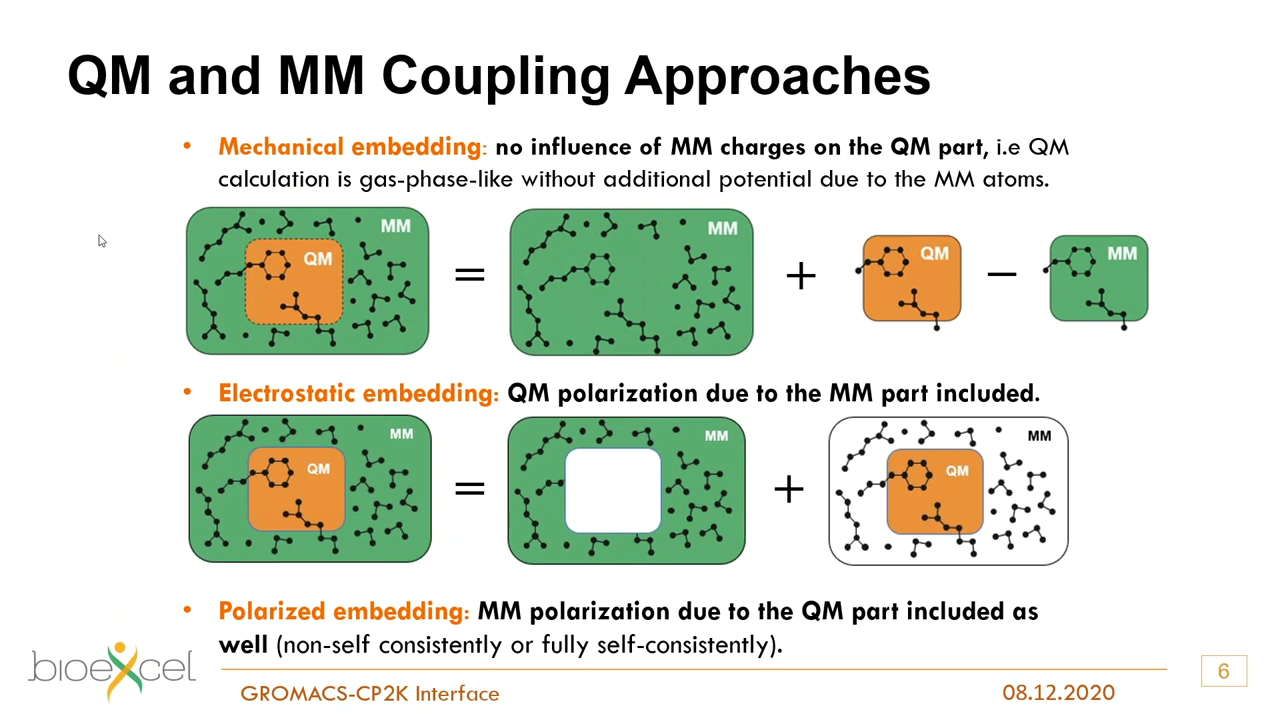 QM and MM Coupling Approaches
• Mechanical embedding: no influence of MM charges on the QM part, i.e QM
calculation is gas-phase-like without additional potential due to the MM atoms.
MM
QM
=
MM
+
QM
−
MM
• Electrostatic embedding: QM polarization due to the MM part included.
MM
QM
=
MM
+
MM
QM
• Polarized embedding: MM polarization due to the QM part included as
well (non-self consistently or fully self-consistently).
bioexcel
GROMACS-CP2K Interface
08.12.2020
6